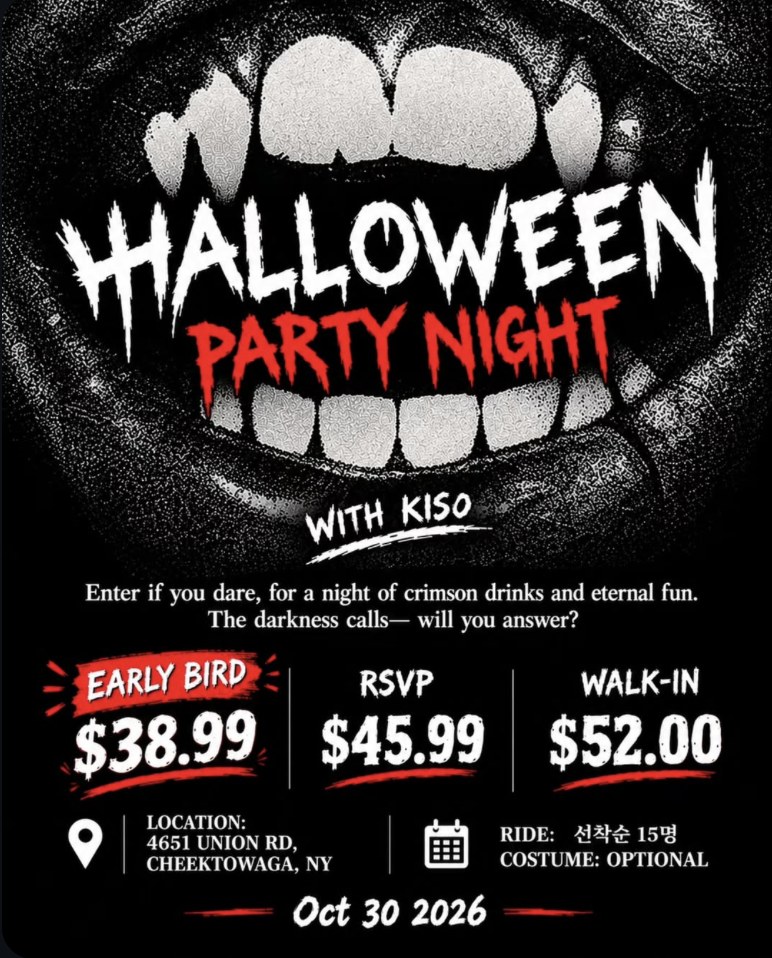 HALLOWEEN
PARTY NIGHT
WITH KISO
Enter if you dare, for a night of crimson drinks and eternal fun.
The darkness calls— will you answer?
EARLY BIRD
$38.99
RSVP
$45.99
WALK-IN
$52.00
LOCATION:
4651 UNION RD,
CHEEKTOWAGA, NY
RIDE: 선착순 15명
COSTUME: OPTIONAL
Oct 30 2026